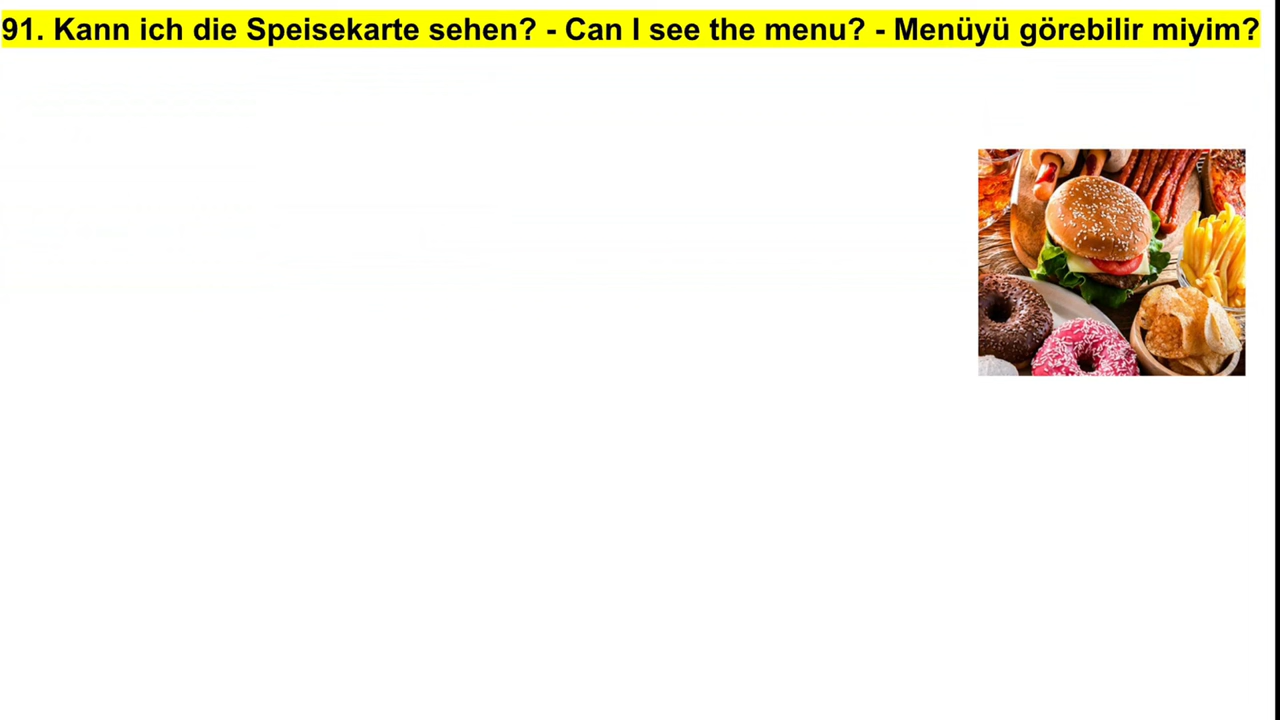 91. Kann ich die Speisekarte sehen? - Can I see the menu? - Menüyü görebilir miyim?